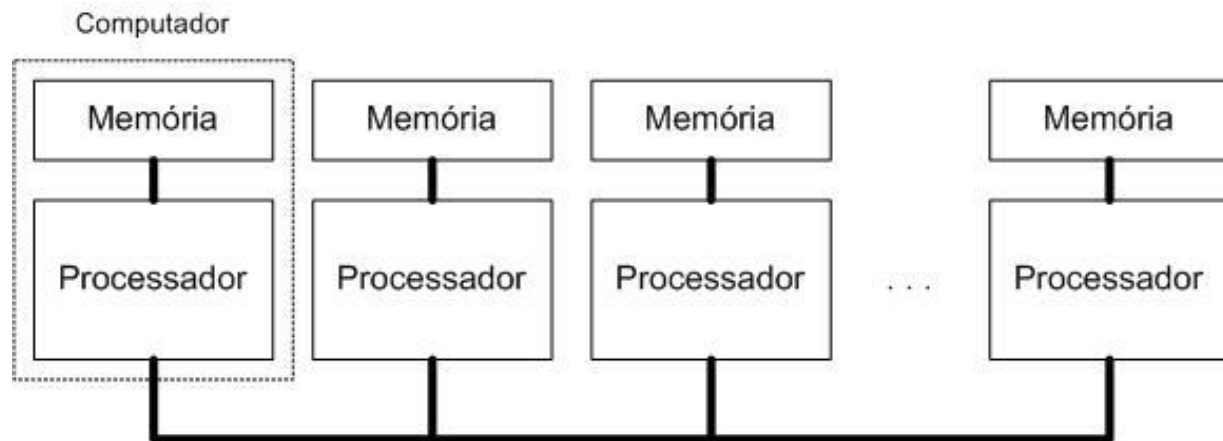 Computador
Memória
Memória
Memória
Memória
Processador
Processador
Processador
. . .
Processador